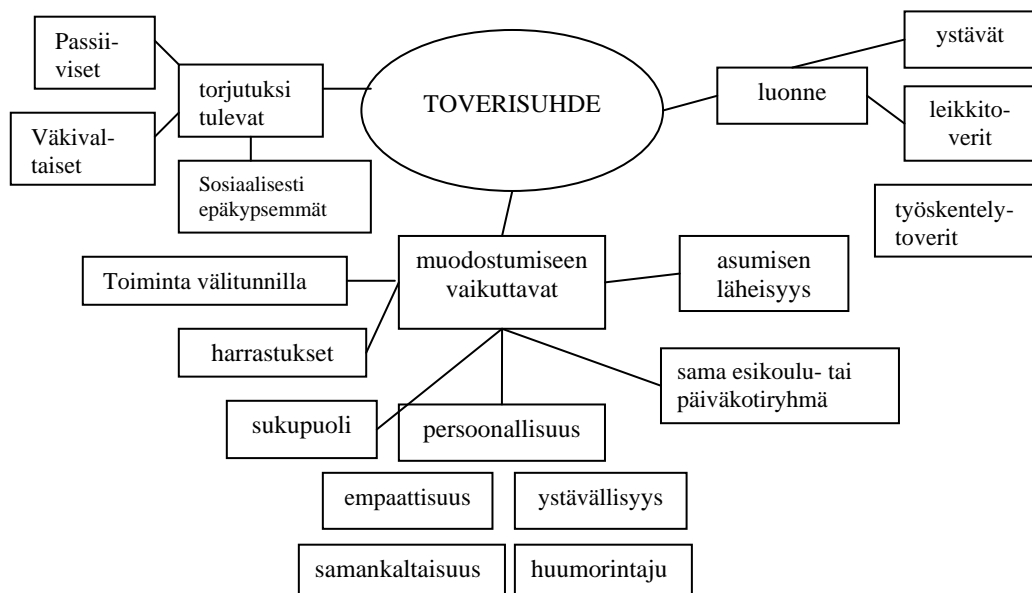 Passii-
viset
torjutuksi
tulevat
Väkival-
taiset
Sosiaalisesti
epäkypsemmät
TOVERISUHDE
luonne
ystävät
leikkito-
verit
työskentely-
toverit
muodostumiseen
vaikuttavat
asumisen
läheisyys
Toiminta välitunnilla
harrastukset
sama esikoulu- tai
päiväkotiryhmä
sukupuoli
persoonallisuus
empaattisuus
ystävällisyys
samankaltaisuus
huumorintaju